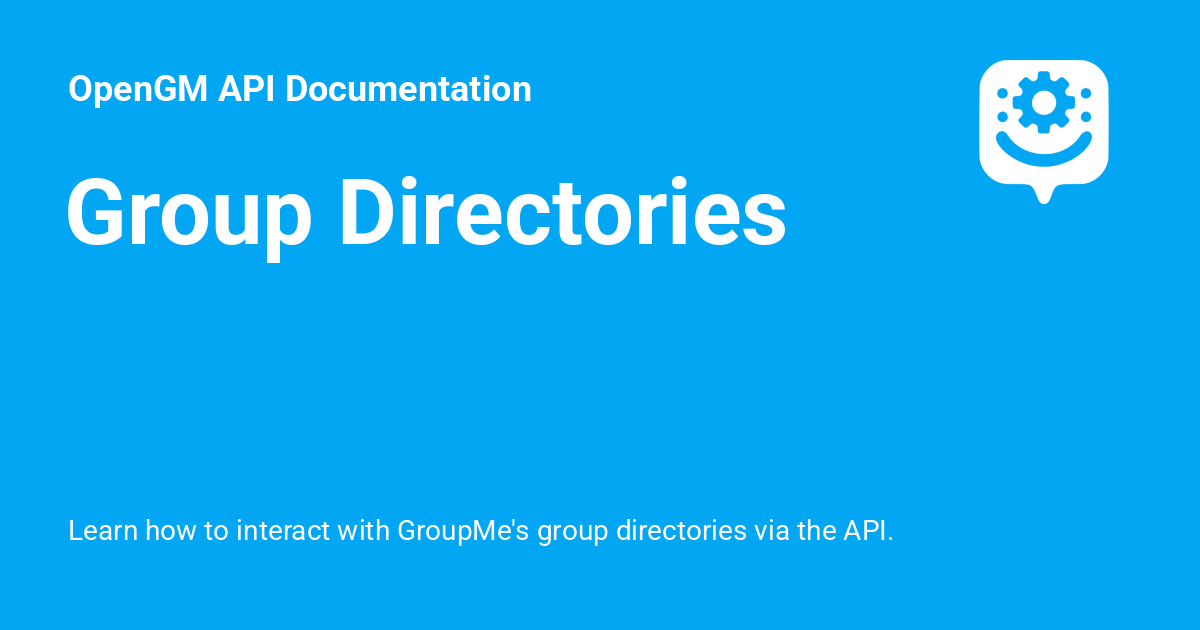 OpenGM API Documentation
Group Directories
Learn how to interact with GroupMe's group directories via the API.